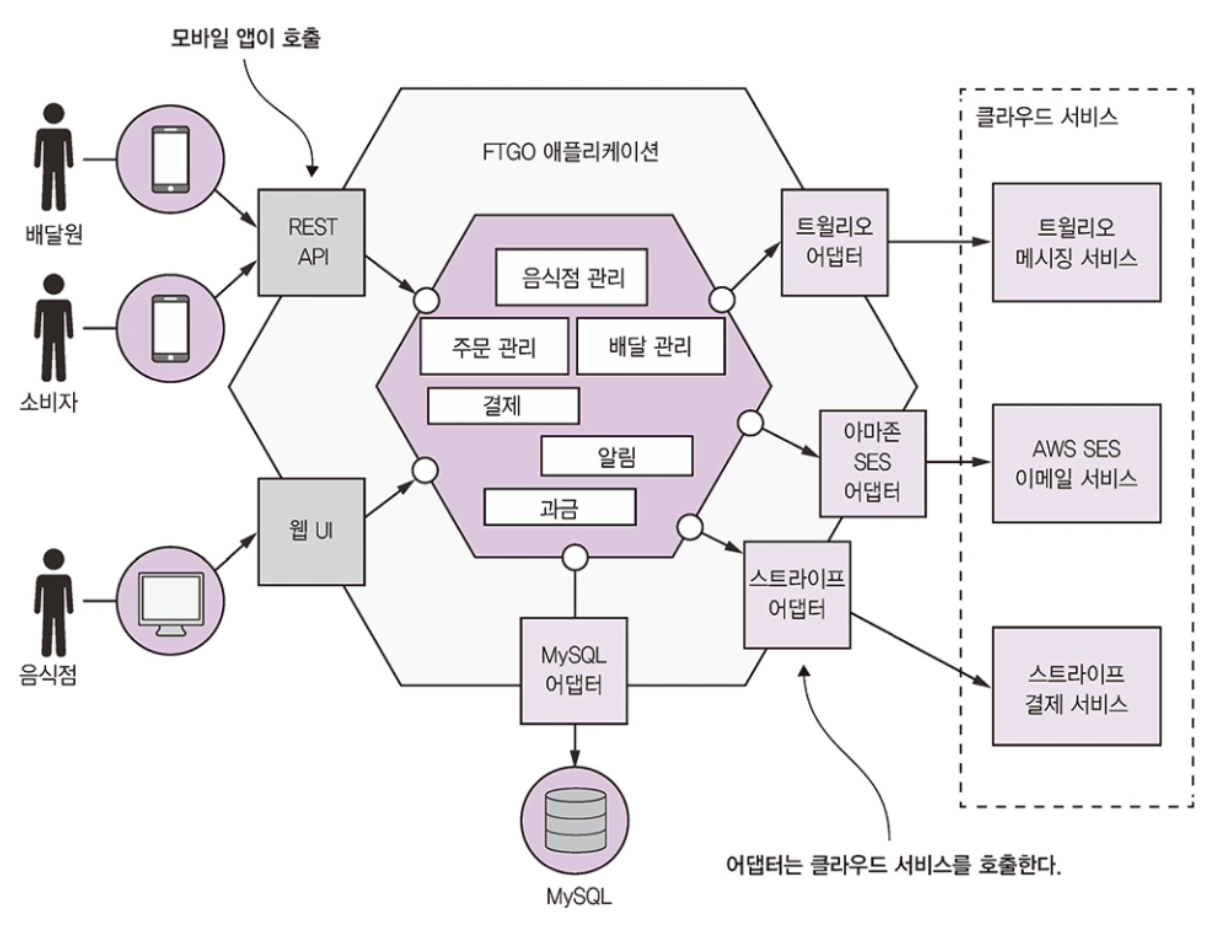 모바일 앱이 호출
배달원
소비자
음식점
REST
API
웹 UI
FTGO 애플리케이션
음식점 관리
주문 관리
배달 관리
결제
알림
과금
트윌리오
어댑터
아마존
SES
어댑터
스트라이프
어댑터
MySQL
어댑터
MySQL
클라우드 서비스
트윌리오
메시징 서비스
AWS SES
이메일 서비스
스트라이프
결제 서비스
어댑터는 클라우드 서비스를 호출한다.